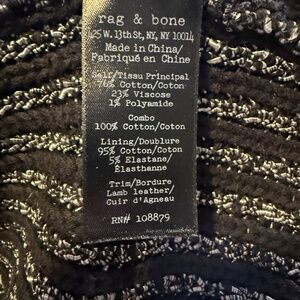 rag & bone
425 W. 13th St, NY, NY 10014
Made in China/
Fabriqué en Chine
Self/Tissu Principal
76% Cotton/Coton
23% Viscose
1% Polyamide
Combo
100% Cotton/Coton
Lining/Doublure
95% Cotton/Coton
5% Elastane/
Élasthanne
Trim/Bordure
Lamb leather/
Cuir d'Agneau
RN# 108879